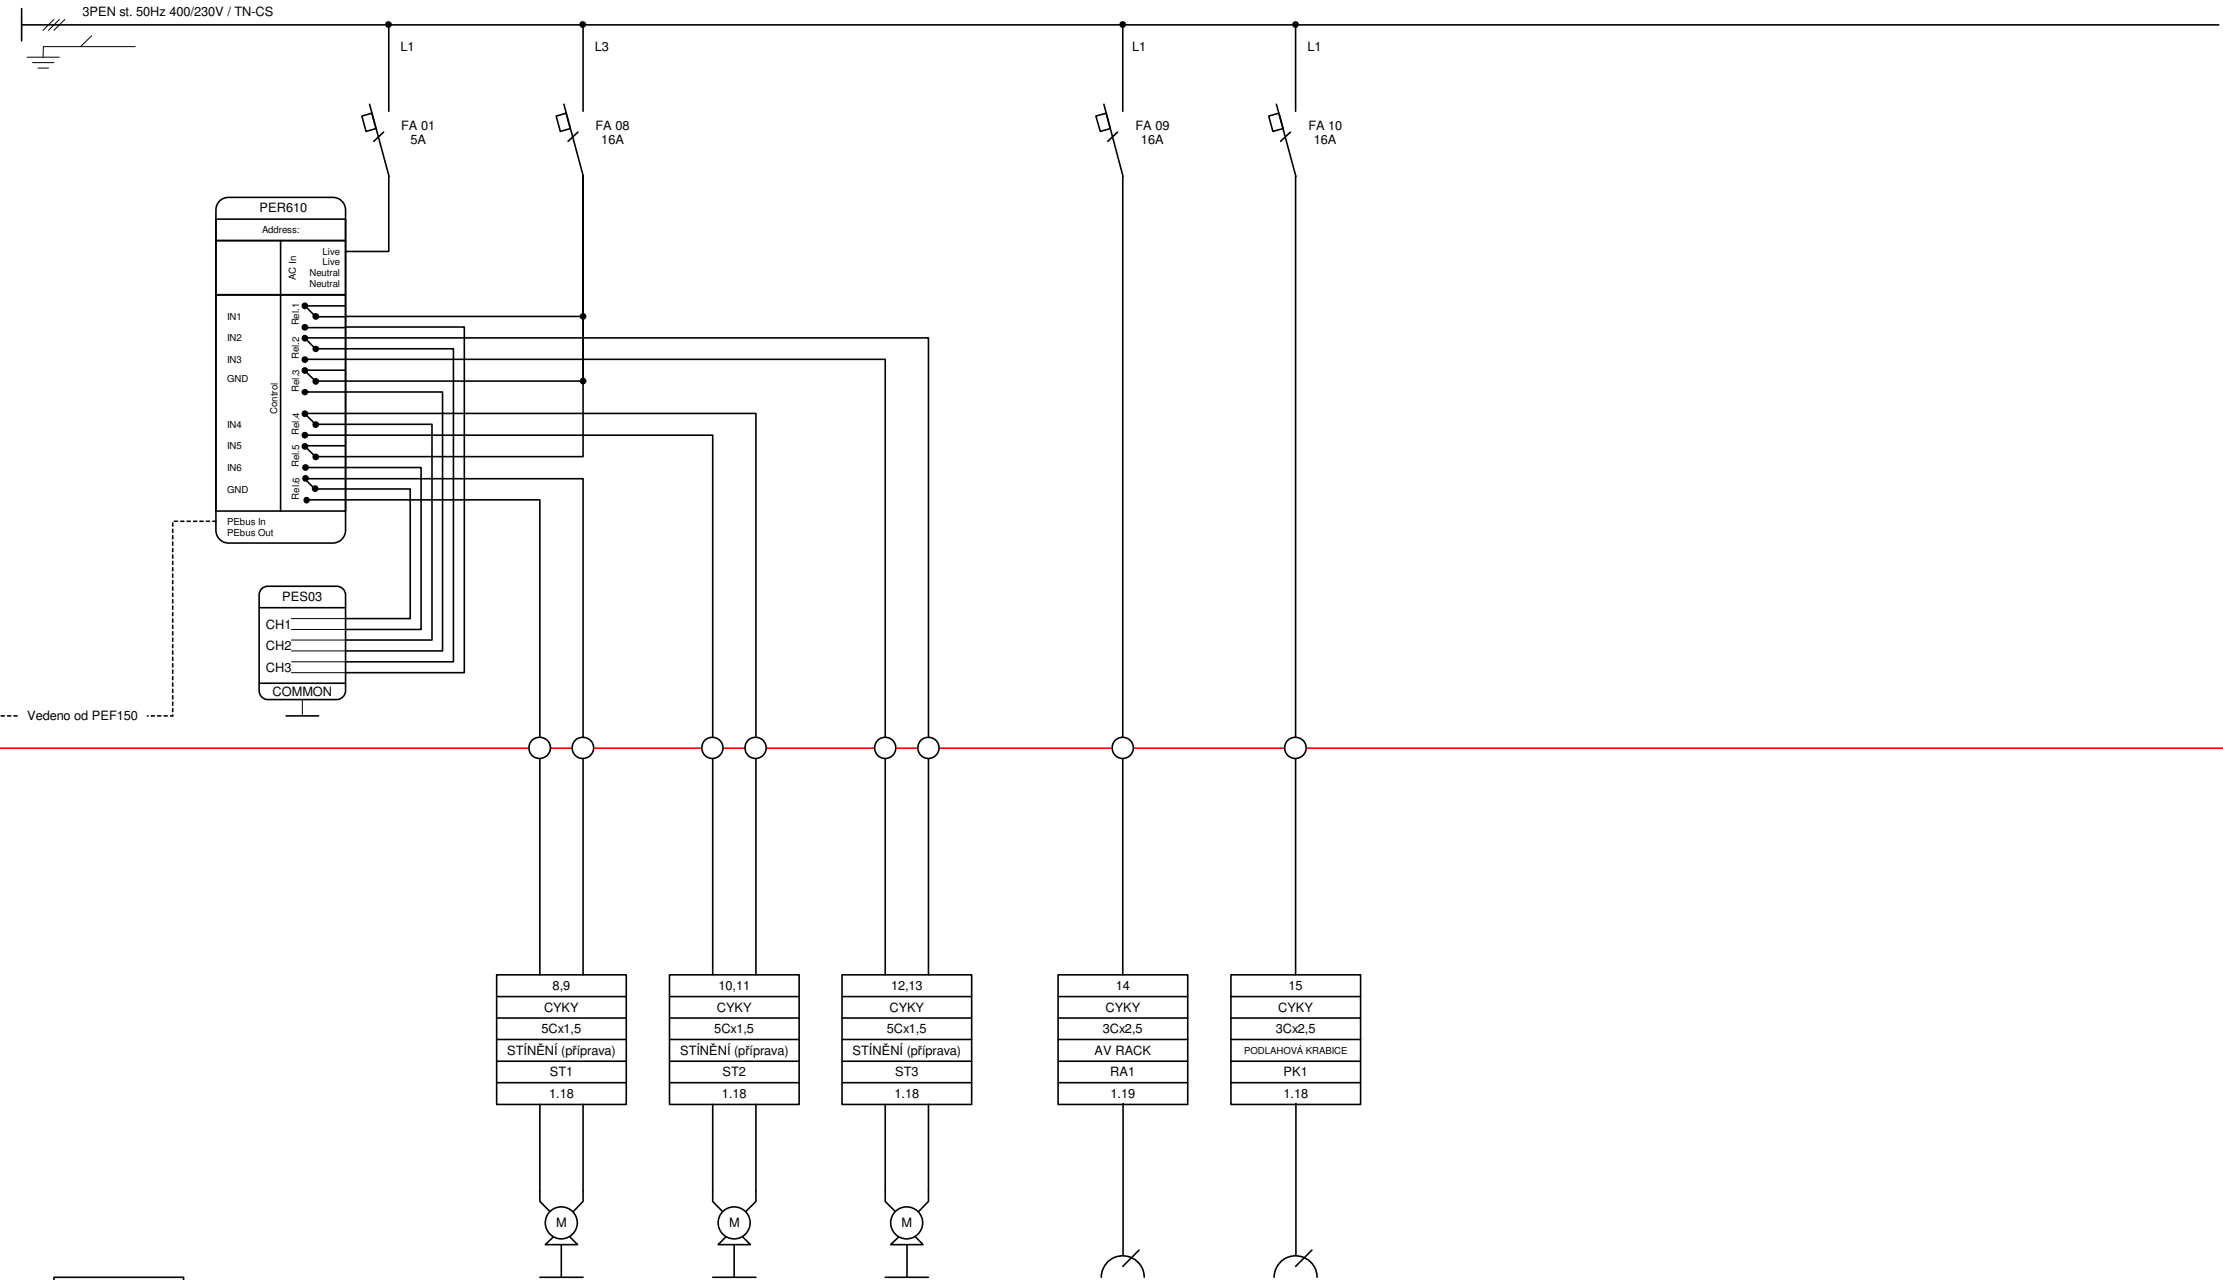 3PEN st. 50Hz 400/230V / TN-CS
L1
L3
L1
L1
FA 01
5A
FA 08
16A
FA 09
16A
FA 10
16A
PER610
Address:
AC In
Live
Live
Neutral
Neutral
IN1
IN2
IN3
GND
IN4
IN5
IN6
GND
Control
Rel.1
Rel.2
Rel.3
Rel.4
Rel.5
Rel.6
PEbus In
PEbus Out
PES03
CH1
CH2
CH3
COMMON
Vedeno od PEF150
8,9
CYKY
5Cx1,5
STÍNĚNÍ (příprava)
ST1
1.18
10,11
CYKY
5Cx1,5
STÍNĚNÍ (příprava)
ST2
1.18
12,13
CYKY
5Cx1,5
STÍNĚNÍ (příprava)
ST3
1.18
14
CYKY
3Cx2,5
AV RACK
RA1
1.19
15
CYKY
3Cx2,5
PODLAHOVÁ KRABICE
PK1
1.18
M
M
M